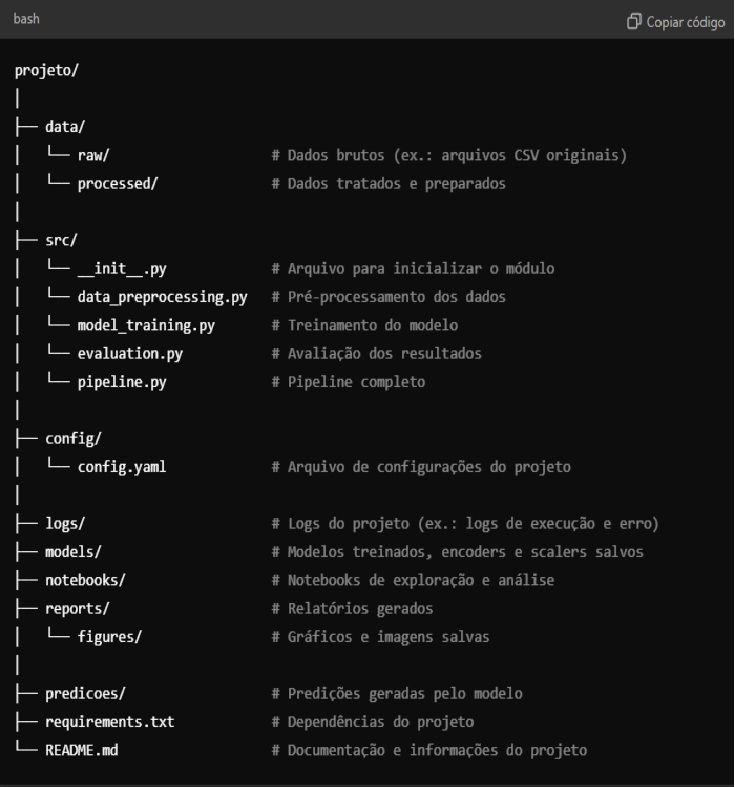 bash
Copiar código
projeto/
│
├── data/
│   └── raw/                    # Dados brutos (ex.: arquivos CSV originais)
│   └── processed/              # Dados tratados e preparados
│
├── src/
│   └── __init__.py             # Arquivo para inicializar o módulo
│   └── data_preprocessing.py   # Pré-processamento dos dados
│   └── model_training.py       # Treinamento do modelo
│   └── evaluation.py           # Avaliação dos resultados
│   └── pipeline.py             # Pipeline completo
│
├── config/
│   └── config.yaml             # Arquivo de configurações do projeto
│
├── logs/                       # Logs do projeto (ex.: logs de execução e erro)
├── models/                     # Modelos treinados, encoders e scalers salvos
├── notebooks/                  # Notebooks de exploração e análise
├── reports/                    # Relatórios gerados
│   └── figures/                # Gráficos e imagens salvas
│
├── predicoes/                  # Predições geradas pelo modelo
├── requirements.txt            # Dependências do projeto
└── README.md                   # Documentação e informações do projeto